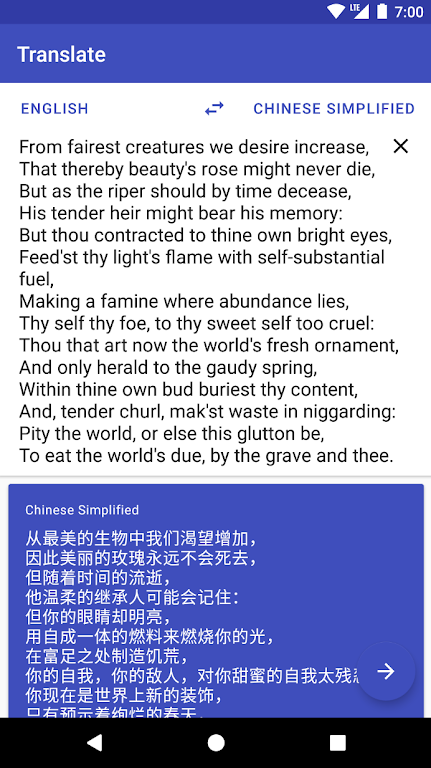 LTE 7:00
Translate
ENGLISH CHINESE SIMPLIFIED
From fairest creatures we desire increase,
That thereby beauty's rose might never die,
But as the riper should by time decease,
His tender heir might bear his memory:
But thou contracted to thine own bright eyes,
Feed'st thy light's flame with self-substantial
fuel,
Making a famine where abundance lies,
Thy self thy foe, to thy sweet self too cruel:
Thou that art now the world's fresh ornament,
And only herald to the gaudy spring,
Within thine own bud buriest thy content,
And, tender churl, mak'st waste in niggarding:
Pity the world, or else this glutton be,
To eat the world's due, by the grave and thee.
Chinese Simplified
从最美的生物中我们渴望增加，
因此美丽的玫瑰永远不会死去，
但随着时间的流逝，
他温柔的继承人可能会记住：
但你的眼睛却明亮，
用自成一体的燃料来燃烧你的光，
在富足之处制造饥荒，
你的自我，你的敌人，对你甜蜜的自我太残
你现在是世界上新的装饰，
只有预示着绚烂的春天，